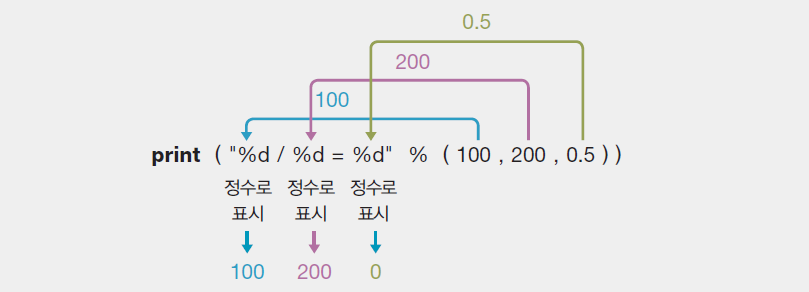 0.5
200
100
print ( "%d / %d = %d" % ( 100 , 200 , 0.5 ) )
정수로 정수로 정수로
표시 표시 표시
100 200 0